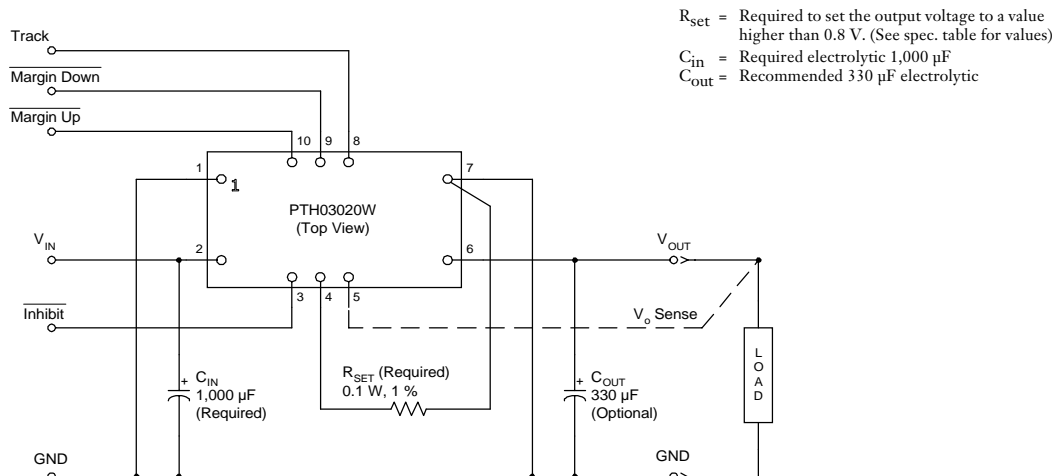 R_set = Required to set the output voltage to a value
higher than 0.8 V. (See spec. table for values)
C_in = Required electrolytic 1,000 µF
C_out = Recommended 330 µF electrolytic
Track
Margin Down
Margin Up
10 9 8
1
1
7
PTH03020W
(Top View)
V_IN
2
6
V_OUT
3 4 5
Inhibit
V_o Sense
+ C_IN
1,000 µF
(Required)
R_SET (Required)
0.1 W, 1 %
+ C_OUT
330 µF
(Optional)
L
O
A
D
GND
GND